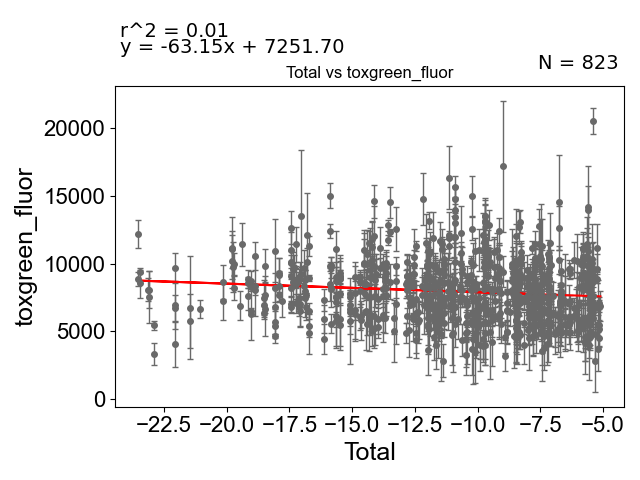 r^2 = 0.01
y = -63.15x + 7251.70
N = 823
Total vs toxgreen_fluor
20000
15000
10000
5000
0
toxgreen_fluor
−22.5 −20.0 −17.5 −15.0 −12.5 −10.0 −7.5 −5.0
Total